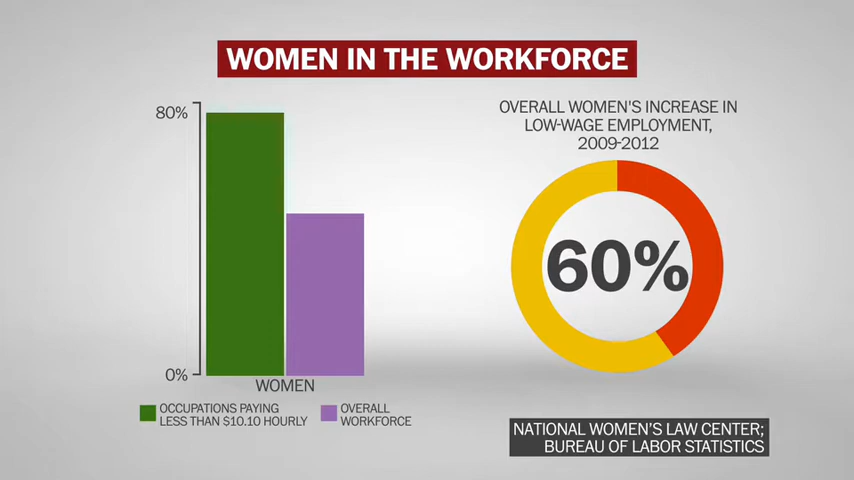 WOMEN IN THE WORKFORCE
80%
0%
WOMEN
OCCUPATIONS PAYING
LESS THAN $10.10 HOURLY
OVERALL
WORKFORCE
OVERALL WOMEN'S INCREASE IN
LOW-WAGE EMPLOYMENT,
2009-2012
60%
NATIONAL WOMEN'S LAW CENTER;
BUREAU OF LABOR STATISTICS